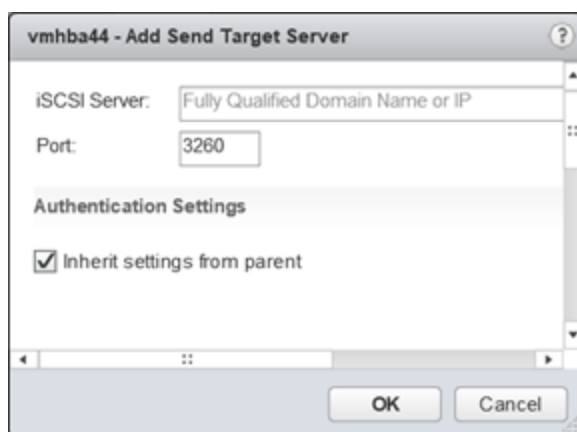 vmhba44 - Add Send Target Server ?
iSCSI Server: Fully Qualified Domain Name or IP
Port: 3260
Authentication Settings
Inherit settings from parent
OK Cancel